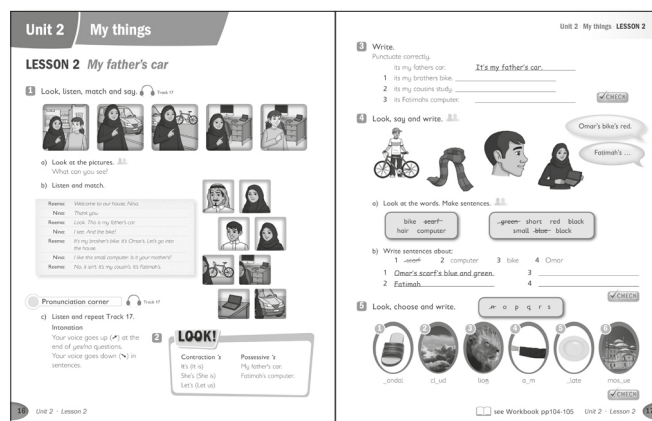 Unit 2 My things
LESSON 2 My father's car
1 Look, listen, match and say. Track 17
a) Look at the pictures.
What can you see?
b) Listen and match.
Reema: Welcome to our house, Nina.
Nina: Thank you.
Reema: Look. This is my father's car.
Nina: I see. And the bike?
Reema: It's my brother's bike. It's Omar's. Let's go into
the house.
Nina: I like this small computer. Is it your mother's?
Reema: No, it isn't. It's my cousin's. It's Fatimah's.
Pronunciation corner Track 17
c) Listen and repeat Track 17.
Intonation
Your voice goes up (↗) at the
end of yes/no questions.
Your voice goes down (↘) in
sentences.
2 LOOK!
Contraction 's Possessive 's
It's (It is) My father's car.
She's (She is) Fatimah's computer.
Let's (Let us)
16 Unit 2 · Lesson 2
Unit 2 My things LESSON 2
3 Write.
Punctuate correctly.
its my fathers car. It's my father's car.
1 its my brothers bike.
2 its my cousins study.
3 its Fatimahs computer.
CHECK
4 Look, say and write.
Omar's bike's red.
Fatimah's ...
a) Look at the words. Make sentences.
bike scarf
hair computer
green short red black
small blue black
b) Write sentences about:
1 scarf 2 computer 3 bike 4 Omar
1 Omar's scarf's blue and green. 3
2 Fatimah 4
CHECK
5 Look, choose and write.
n o p q r s
1 2 3 4 5 6
_andal cl_ud lion a_m _late mos_ue
CHECK
see Workbook pp104-105 Unit 2 · Lesson 2 17